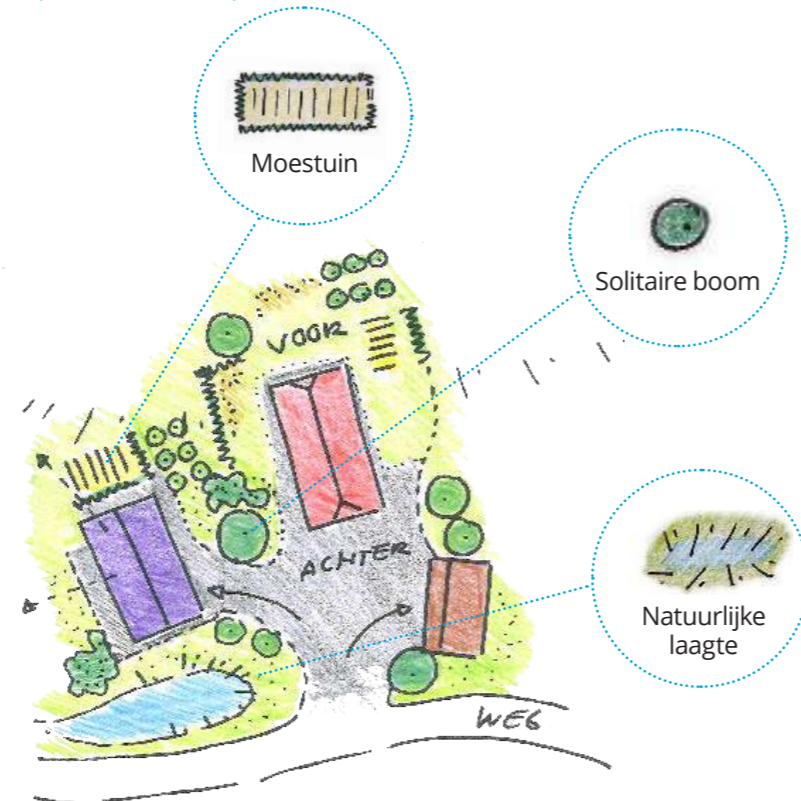 Moestuin
Solitaire boom
VOOR
ACHTER
Natuurlijke
laagte
WEG